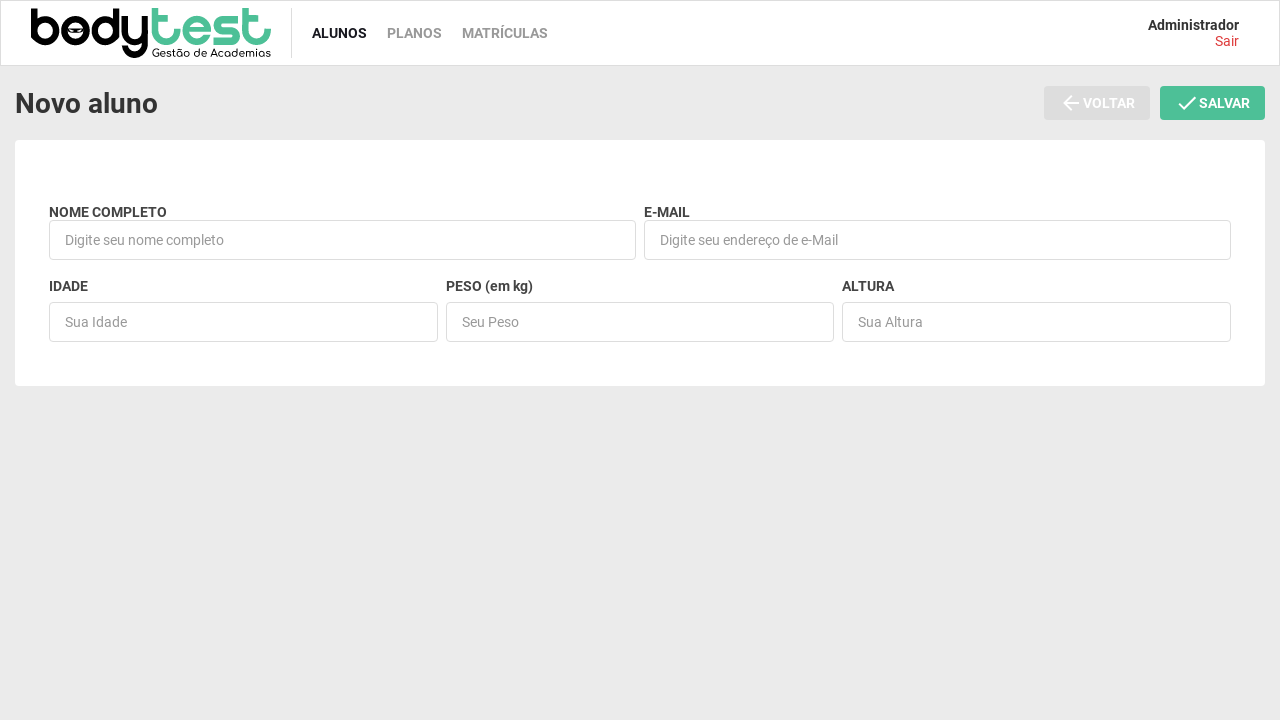 bodytest
Gestão de Academias
ALUNOS PLANOS MATRÍCULAS
Administrador
Sair
Novo aluno
VOLTAR SALVAR
NOME COMPLETO E-MAIL
Digite seu nome completo Digite seu endereço de e-Mail
IDADE PESO (em kg) ALTURA
Sua Idade Seu Peso Sua Altura